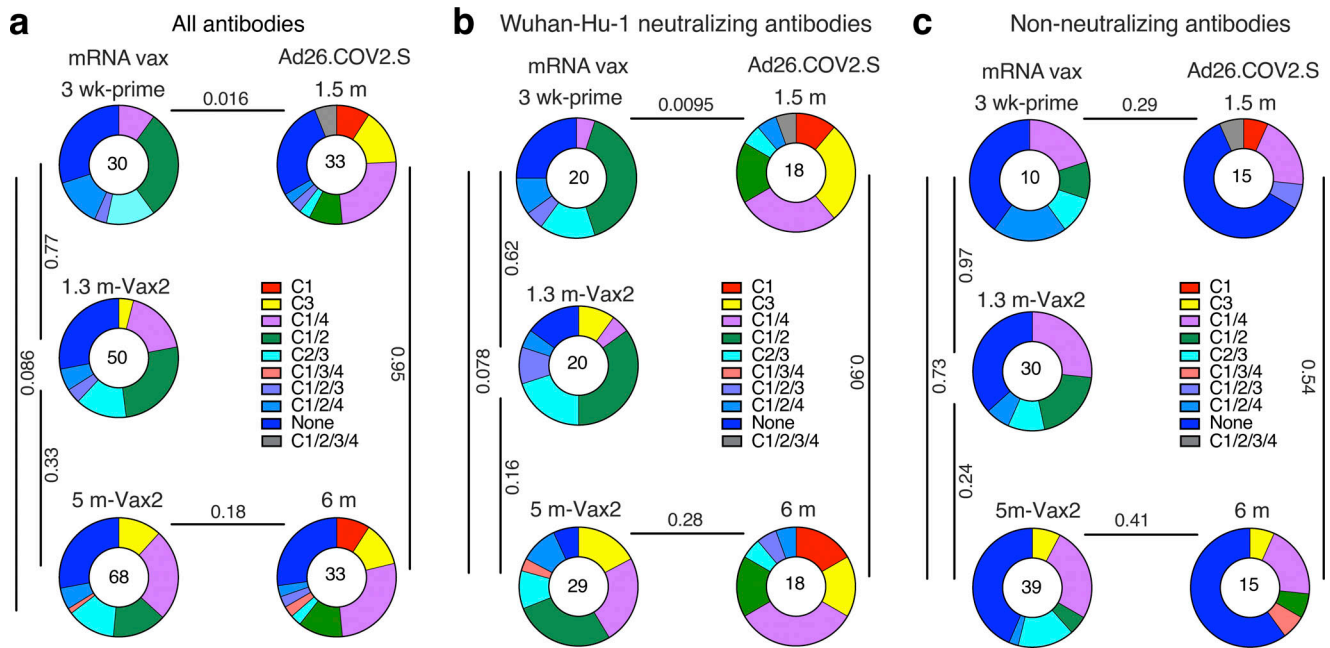 a
All antibodies
mRNA vax
3 wk-prime
Ad26.COV2.S
1.5 m
0.016
30
33
0.77
1.3 m-Vax2
50
0.086
0.95
C1
C3
C1/4
C1/2
C2/3
C1/3/4
C1/2/3
C1/2/4
None
C1/2/3/4
0.33
5 m-Vax2
6 m
0.18
68
33
b
Wuhan-Hu-1 neutralizing antibodies
mRNA vax
3 wk-prime
Ad26.COV2.S
1.5 m
0.0095
20
18
0.62
1.3 m-Vax2
20
0.078
0.90
C1
C3
C1/4
C1/2
C2/3
C1/3/4
C1/2/3
C1/2/4
None
C1/2/3/4
0.16
5 m-Vax2
6 m
0.28
29
18
c
Non-neutralizing antibodies
mRNA vax
3 wk-prime
Ad26.COV2.S
1.5 m
0.29
10
15
0.97
1.3 m-Vax2
30
0.73
0.54
C1
C3
C1/4
C1/2
C2/3
C1/3/4
C1/2/3
C1/2/4
None
C1/2/3/4
0.24
5m-Vax2
6 m
0.41
39
15